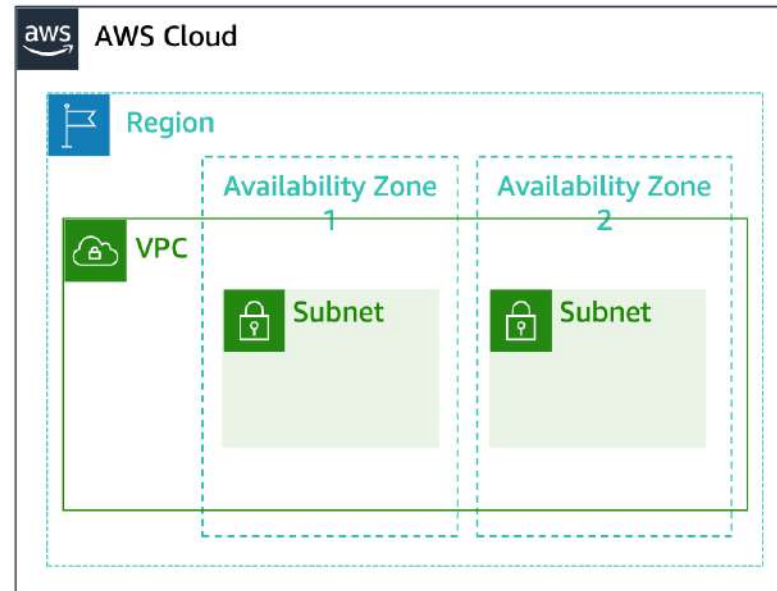 aws
AWS Cloud
Region
Availability Zone
1
Availability Zone
2
VPC
Subnet
Subnet